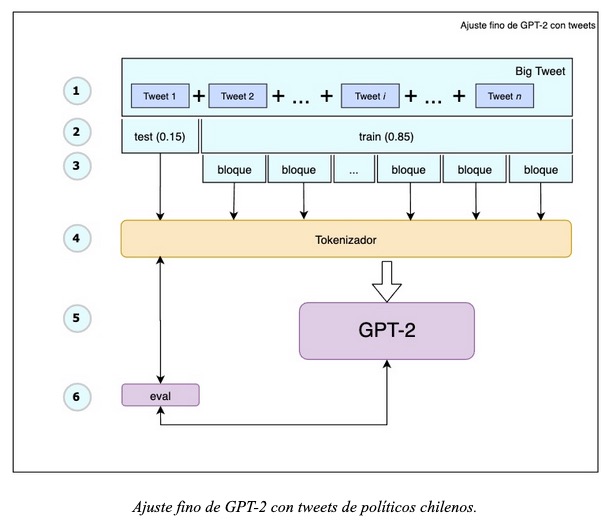 Ajuste fino de GPT-2 con tweets
Big Tweet
1
Tweet 1 + Tweet 2 + ... + Tweet i + ... + Tweet n
2
test (0.15) train (0.85)
3
bloque bloque ... bloque bloque bloque
4
Tokenizador
5
GPT-2
6
eval
Ajuste fino de GPT-2 con tweets de políticos chilenos.